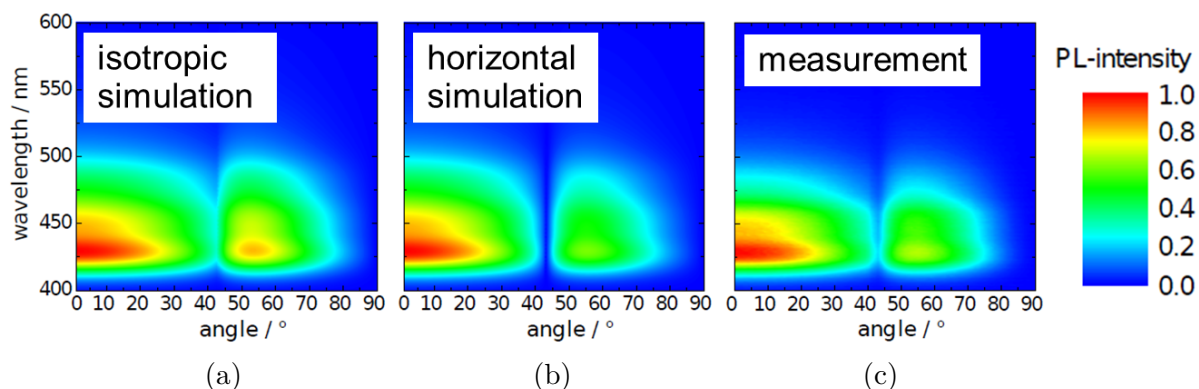 isotropic
simulation
horizontal
simulation
measurement
PL-intensity
wavelength / nm
600
550
500
450
400
0 10 20 30 40 50 60 70 80 90
angle / °
0 10 20 30 40 50 60 70 80 90
angle / °
0 10 20 30 40 50 60 70 80 90
angle / °
1.0
0.8
0.6
0.4
0.2
0.0
(a)
(b)
(c)